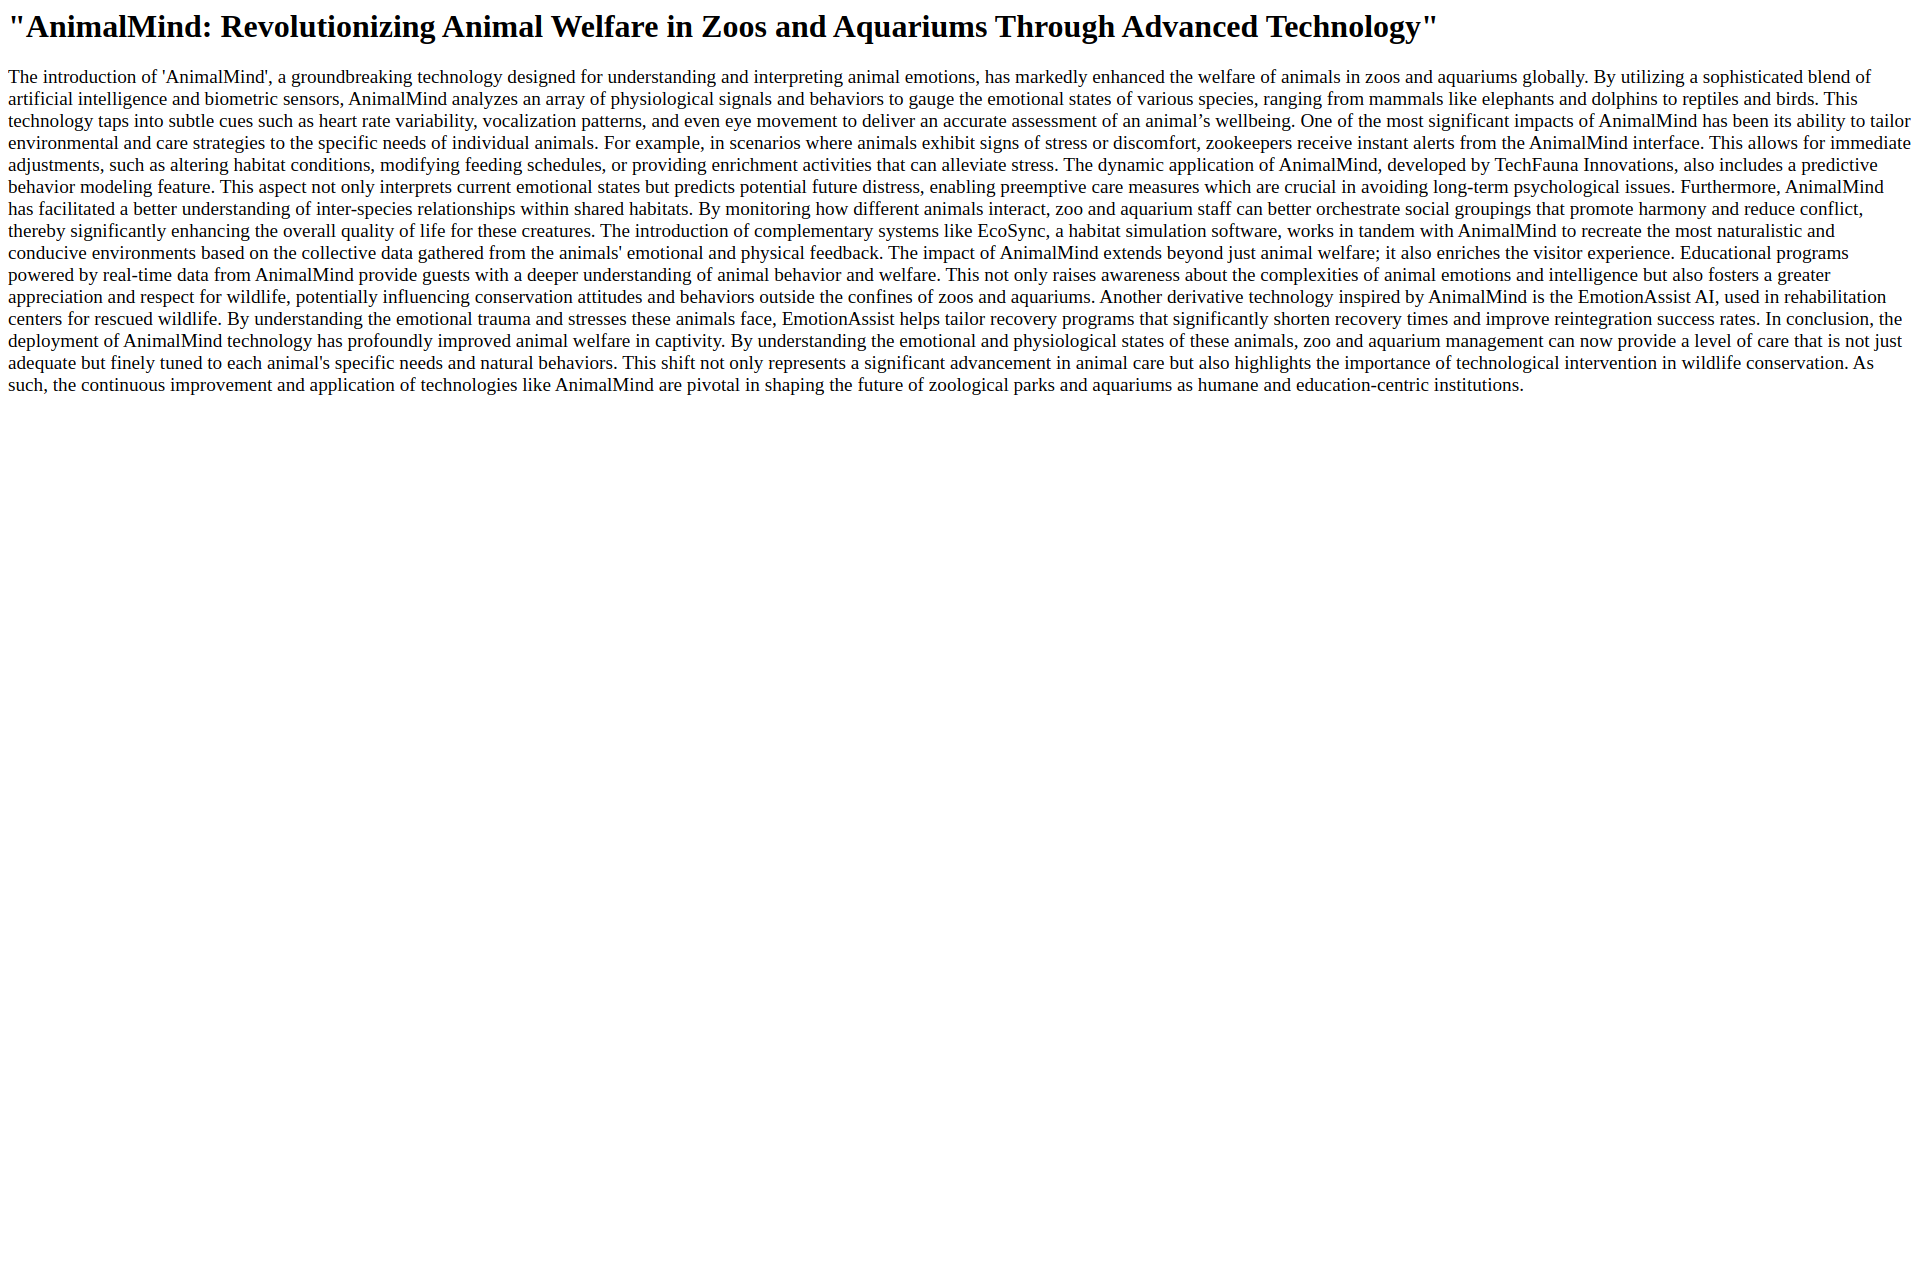 "AnimalMind: Revolutionizing Animal Welfare in Zoos and Aquariums Through Advanced Technology"
The introduction of 'AnimalMind', a groundbreaking technology designed for understanding and interpreting animal emotions, has markedly enhanced the welfare of animals in zoos and aquariums globally. By utilizing a sophisticated blend of
artificial intelligence and biometric sensors, AnimalMind analyzes an array of physiological signals and behaviors to gauge the emotional states of various species, ranging from mammals like elephants and dolphins to reptiles and birds. This
technology taps into subtle cues such as heart rate variability, vocalization patterns, and even eye movement to deliver an accurate assessment of an animal’s wellbeing. One of the most significant impacts of AnimalMind has been its ability to tailor
environmental and care strategies to the specific needs of individual animals. For example, in scenarios where animals exhibit signs of stress or discomfort, zookeepers receive instant alerts from the AnimalMind interface. This allows for immediate
adjustments, such as altering habitat conditions, modifying feeding schedules, or providing enrichment activities that can alleviate stress. The dynamic application of AnimalMind, developed by TechFauna Innovations, also includes a predictive
behavior modeling feature. This aspect not only interprets current emotional states but predicts potential future distress, enabling preemptive care measures which are crucial in avoiding long-term psychological issues. Furthermore, AnimalMind
has facilitated a better understanding of inter-species relationships within shared habitats. By monitoring how different animals interact, zoo and aquarium staff can better orchestrate social groupings that promote harmony and reduce conflict,
thereby significantly enhancing the overall quality of life for these creatures. The introduction of complementary systems like EcoSync, a habitat simulation software, works in tandem with AnimalMind to recreate the most naturalistic and
conducive environments based on the collective data gathered from the animals' emotional and physical feedback. The impact of AnimalMind extends beyond just animal welfare; it also enriches the visitor experience. Educational programs
powered by real-time data from AnimalMind provide guests with a deeper understanding of animal behavior and welfare. This not only raises awareness about the complexities of animal emotions and intelligence but also fosters a greater
appreciation and respect for wildlife, potentially influencing conservation attitudes and behaviors outside the confines of zoos and aquariums. Another derivative technology inspired by AnimalMind is the EmotionAssist AI, used in rehabilitation
centers for rescued wildlife. By understanding the emotional trauma and stresses these animals face, EmotionAssist helps tailor recovery programs that significantly shorten recovery times and improve reintegration success rates. In conclusion, the
deployment of AnimalMind technology has profoundly improved animal welfare in captivity. By understanding the emotional and physiological states of these animals, zoo and aquarium management can now provide a level of care that is not just
adequate but finely tuned to each animal's specific needs and natural behaviors. This shift not only represents a significant advancement in animal care but also highlights the importance of technological intervention in wildlife conservation. As
such, the continuous improvement and application of technologies like AnimalMind are pivotal in shaping the future of zoological parks and aquariums as humane and education-centric institutions.